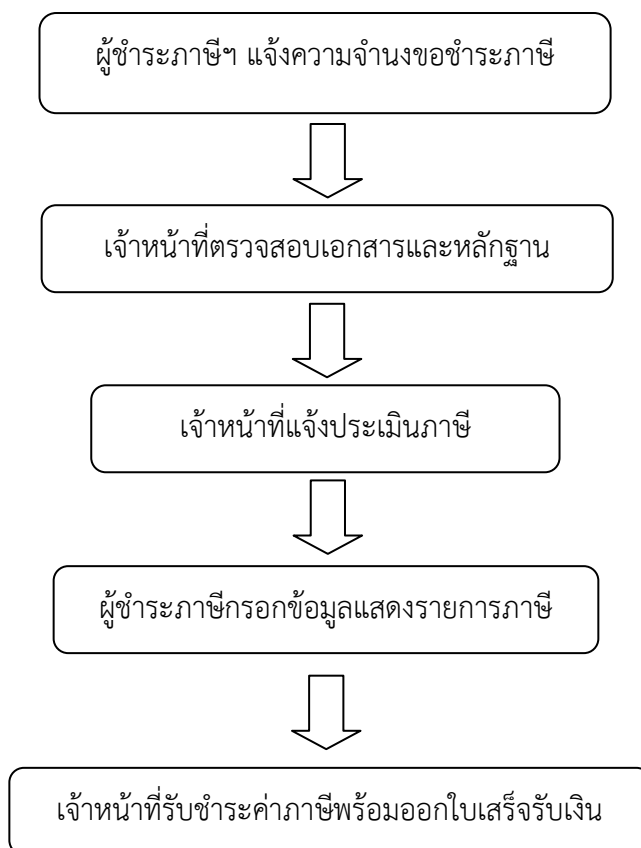 ผู้ชำระภาษีฯ แจ้งความจำนงขอชำระภาษี
เจ้าหน้าที่ตรวจสอบเอกสารและหลักฐาน
เจ้าหน้าที่แจ้งประเมินภาษี
ผู้ชำระภาษีกรอกข้อมูลแสดงรายการภาษี
เจ้าหน้าที่รับชำระค่าภาษีพร้อมออกใบเสร็จรับเงิน